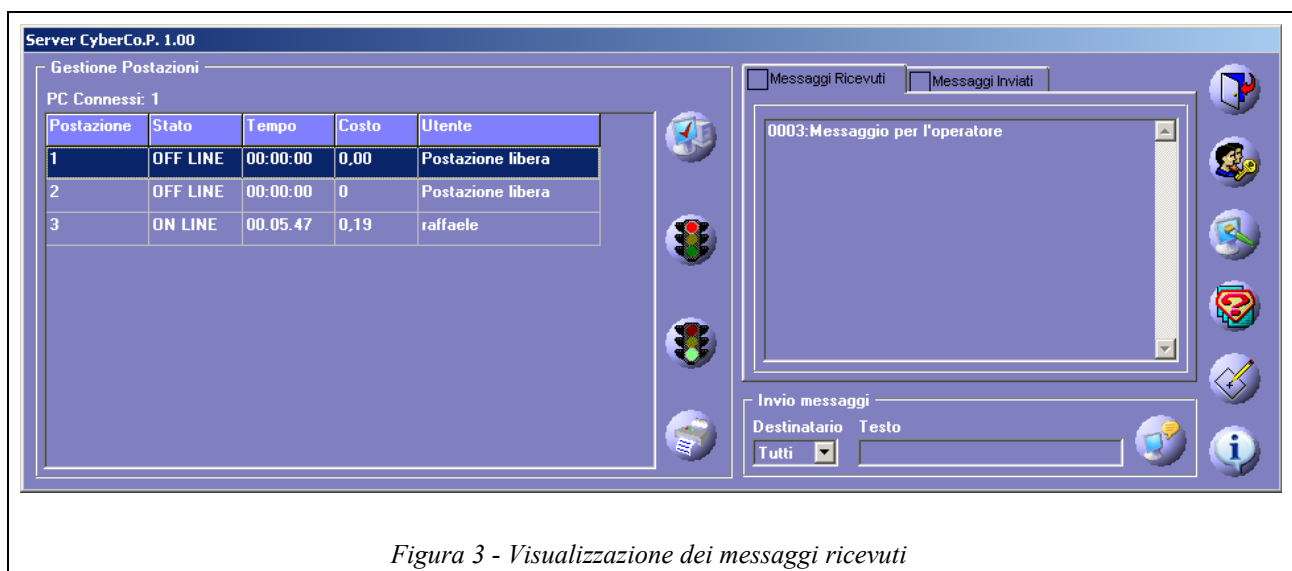 Server CyberCo.P. 1.00
Gestione Postazioni
PC Connessi: 1
Postazione Stato Tempo Costo Utente
1 OFF LINE 00:00:00 0,00 Postazione libera
2 OFF LINE 00:00:00 0 Postazione libera
3 ON LINE 00.05.47 0,19 raffaele
Messaggi Ricevuti Messaggi Inviati
0003:Messaggio per l'operatore
Invio messaggi
Destinatario Testo
Tutti
Figura 3 - Visualizzazione dei messaggi ricevuti